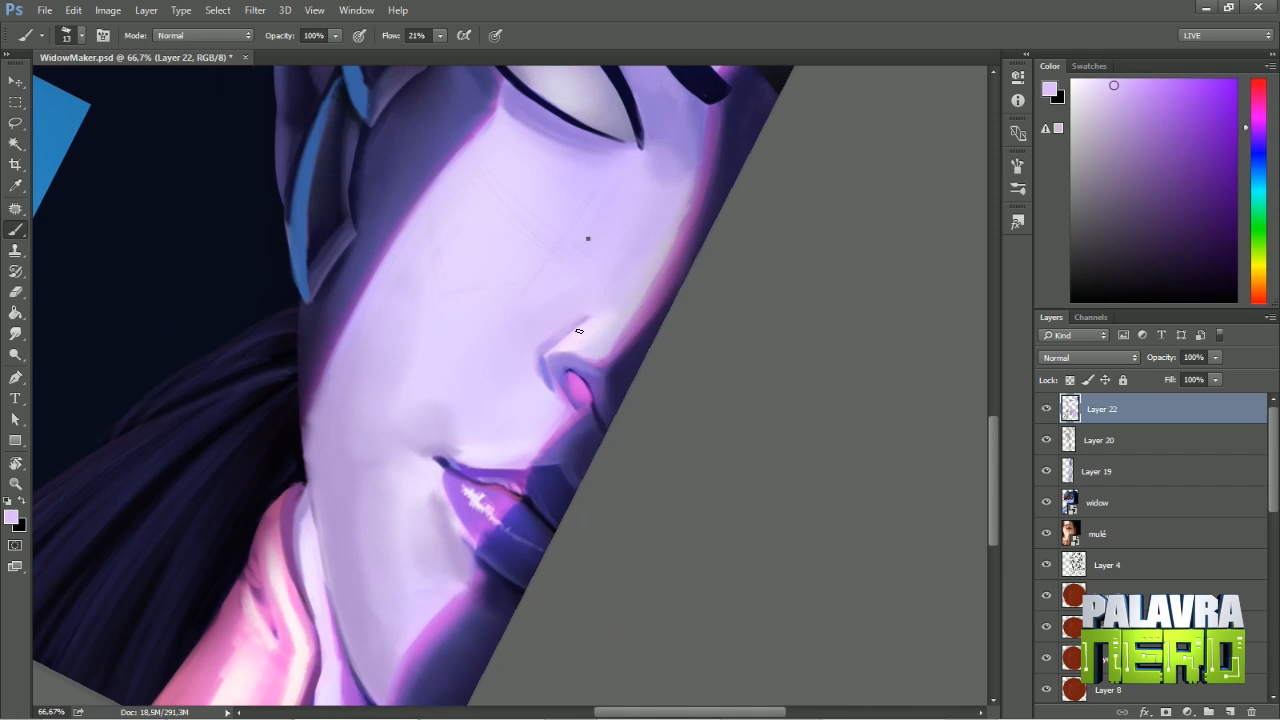 Ps File Edit Image Layer Type Select Filter 3D View Window Help
13 Mode: Normal Opacity: 100% Flow: 21% LIVE
WidowMaker.psd @ 66,7% (Layer 22, RGB/8) * ×
Color Swatches
Layers Channels
Kind
Normal Opacity: 100%
Lock: Fill: 100%
Layer 22
Layer 20
Layer 19
widow
mulé
Layer 4
PALAVRA
NERD
Layer 8
66,67% Doc: 18,5M/291,3M
fx